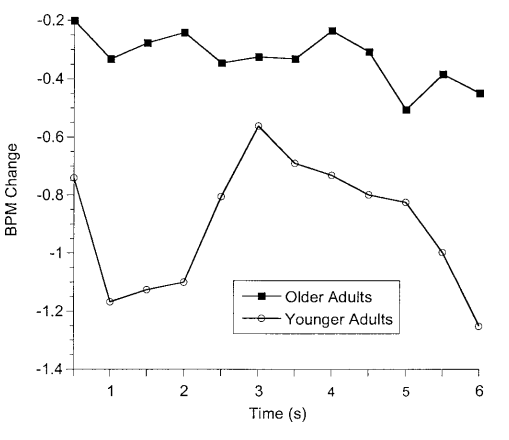 -0.2
-0.4
-0.6
-0.8
-1
-1.2
-1.4
BPM Change
Older Adults
Younger Adults
1 2 3 4 5 6
Time (s)